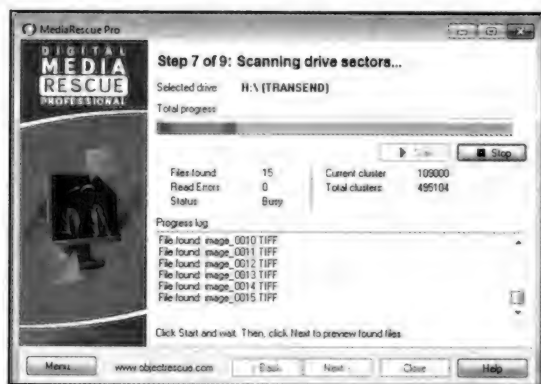 MediaRescue Pro
DIGITAL
MEDIA
RESCUE
PROFESSIONAL
Step 7 of 9: Scanning drive sectors...
Selected drive H:\ (TRANSEND)
Total progress
Stop
Files found 15 Current cluster 109000
Read Errors 0 Total clusters 495104
Status Busy
Progress log
File found: image_0010 TIFF
File found: image_0011 TIFF
File found: image_0012 TIFF
File found: image_0013 TIFF
File found: image_0014 TIFF
File found: image_0015 TIFF
Click Start and wait. Then, click Next to preview found files
Menu www.objectrescue.com Back Next Close Help